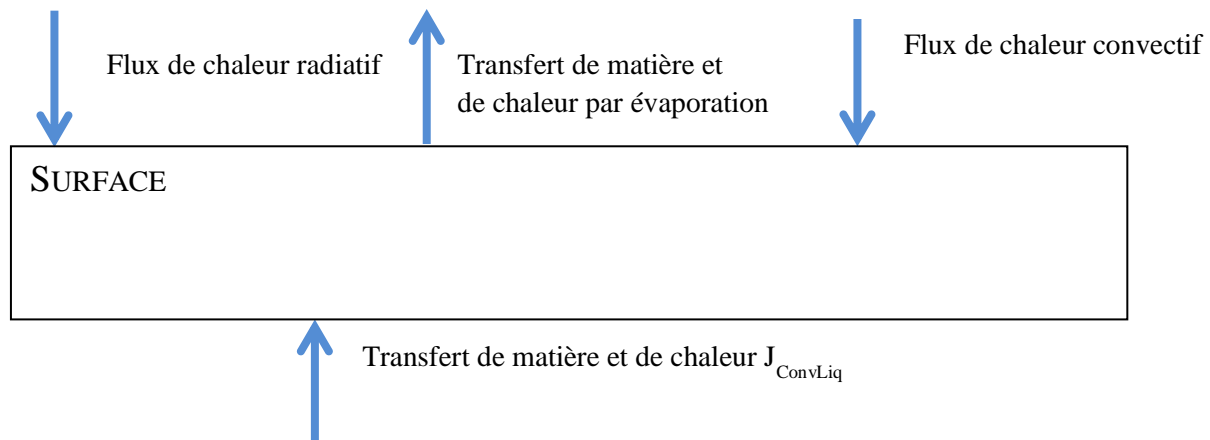 Flux de chaleur radiatif
Transfert de matière et
de chaleur par évaporation
Flux de chaleur convectif
SURFACE
Transfert de matière et de chaleur J_ConvLiq